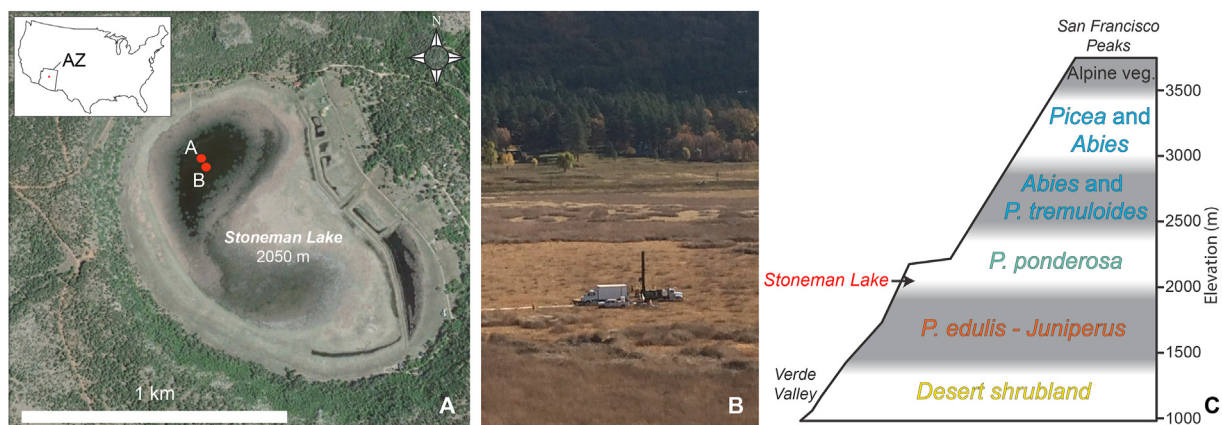 AZ
N
A
B
Stoneman Lake
2050 m
1 km
A
B
San Francisco
Peaks
Alpine veg.
3500
Picea and
Abies
3000
Abies and
P. tremuloides
2500
P. ponderosa
Stoneman Lake
2000
P. edulis - Juniperus
1500
Verde
Valley
Desert shrubland
1000
Elevation (m)
C